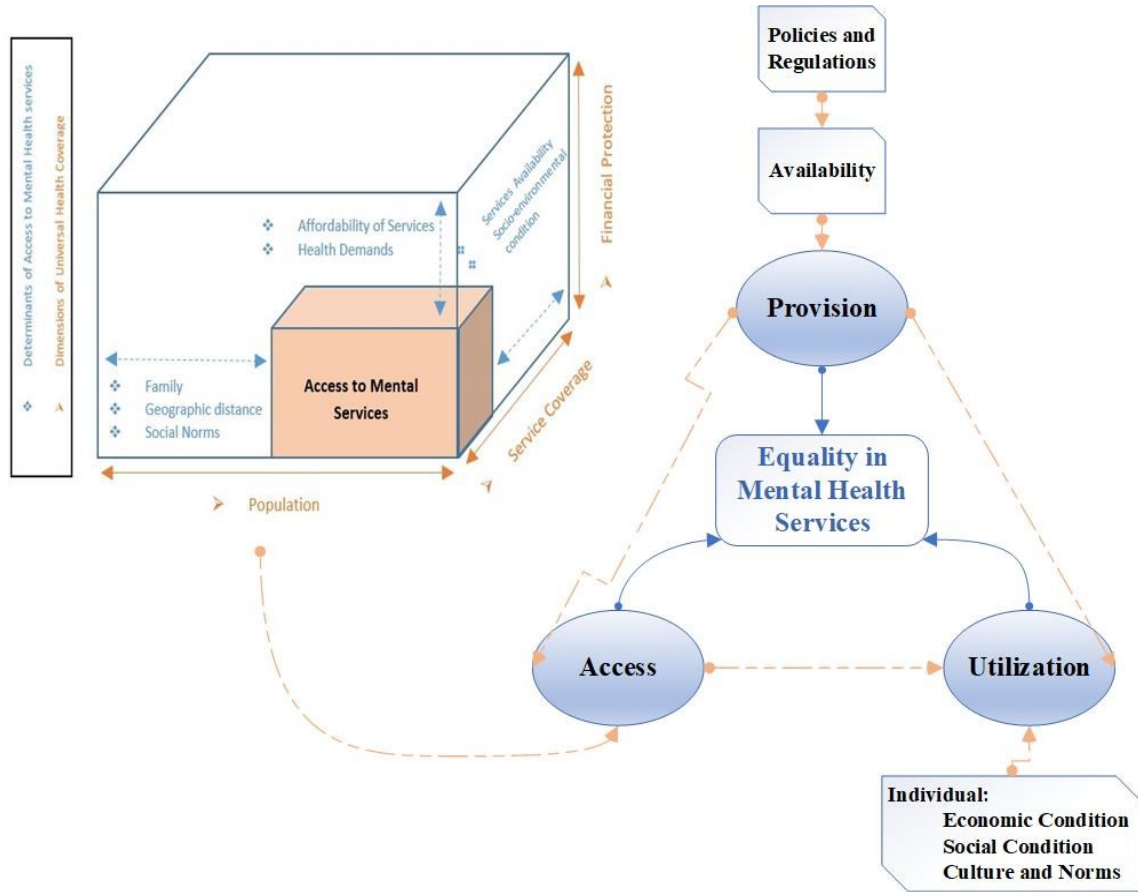 Determinants of Access to Mental Health services
Dimensions of Universal Health Coverage
Affordability of Services
Health Demands
Services Availability
Socio-environmental
condition
Financial Protection
Family
Geographic distance
Social Norms
Access to Mental
Services
Service Coverage
Population
Policies and
Regulations
Availability
Provision
Equality in
Mental Health
Services
Access
Utilization
Individual:
Economic Condition
Social Condition
Culture and Norms